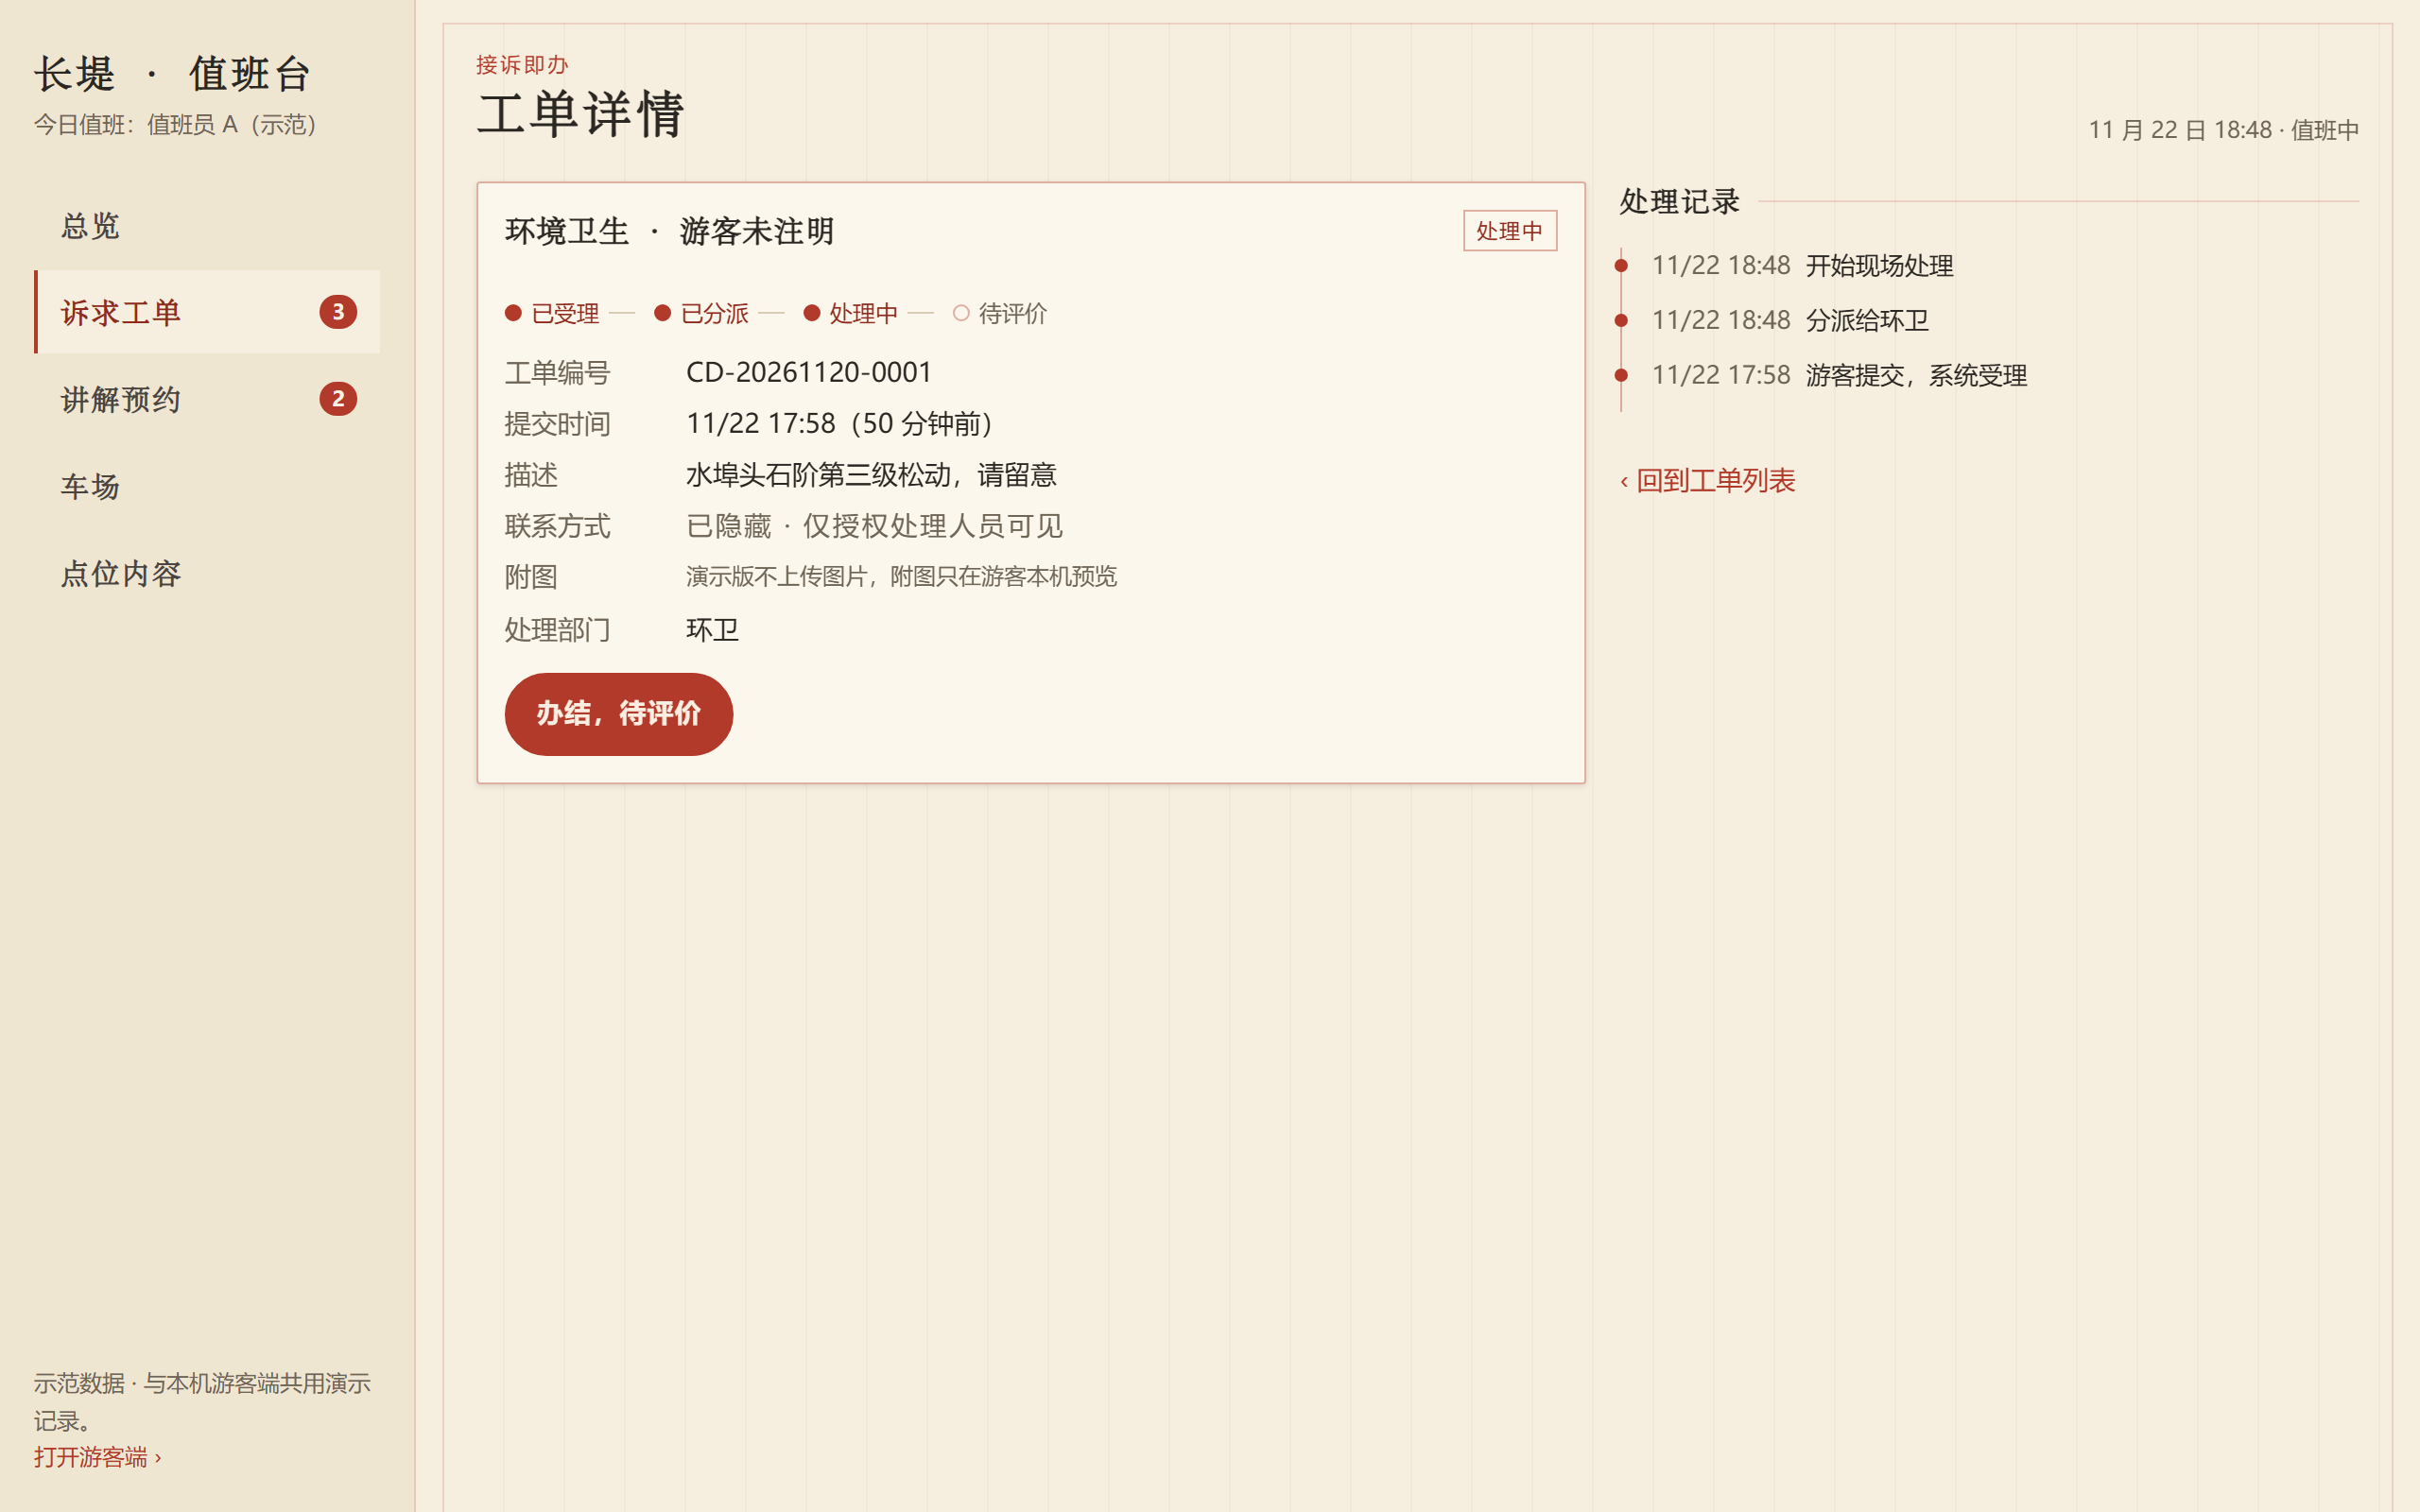 长堤 · 值班台
今日值班：值班员 A（示范）
总览
诉求工单 3
讲解预约 2
车场
点位内容
示范数据 · 与本机游客端共用演示
记录。
打开游客端 ›
接诉即办
工单详情
11 月 22 日 18:48 · 值班中
环境卫生 · 游客未注明
处理中
已受理 已分派 处理中 待评价
工单编号 CD-20261120-0001
提交时间 11/22 17:58（50 分钟前）
描述 水埠头石阶第三级松动，请留意
联系方式 已隐藏 · 仅授权处理人员可见
附图 演示版不上传图片，附图只在游客本机预览
处理部门 环卫
办结，待评价
处理记录
11/22 18:48 开始现场处理
11/22 18:48 分派给环卫
11/22 17:58 游客提交，系统受理
‹ 回到工单列表